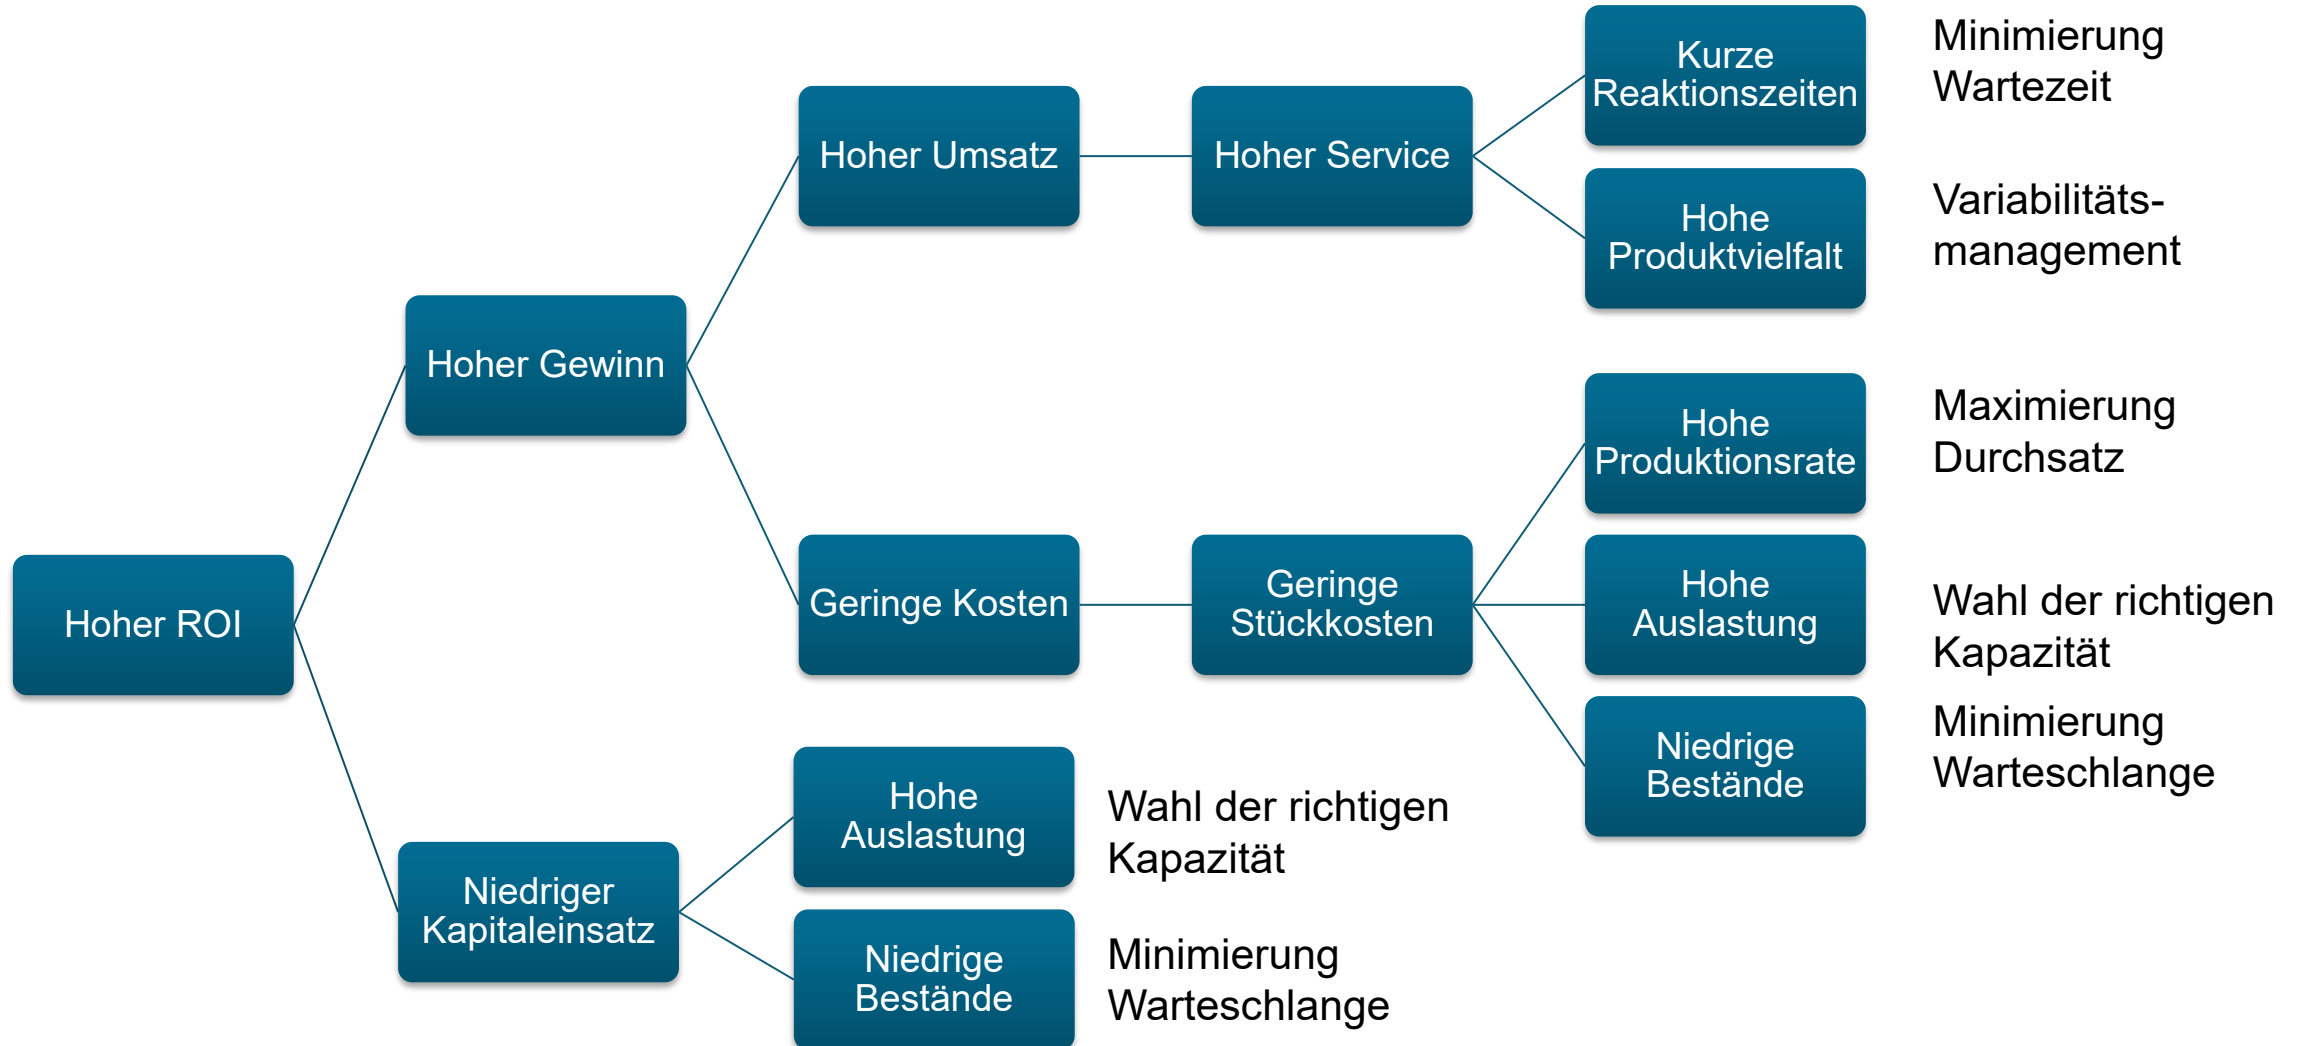 Kurze
Reaktionszeiten
Minimierung
Wartezeit
Hoher Umsatz
Hoher Service
Hohe
Produktvielfalt
Variabilitäts-
management
Hoher Gewinn
Hohe
Produktionsrate
Maximierung
Durchsatz
Geringe Kosten
Geringe
Stückkosten
Hohe
Auslastung
Wahl der richtigen
Kapazität
Hoher ROI
Niedrige
Bestände
Minimierung
Warteschlange
Hohe
Auslastung
Wahl der richtigen
Kapazität
Niedriger
Kapitaleinsatz
Niedrige
Bestände
Minimierung
Warteschlange